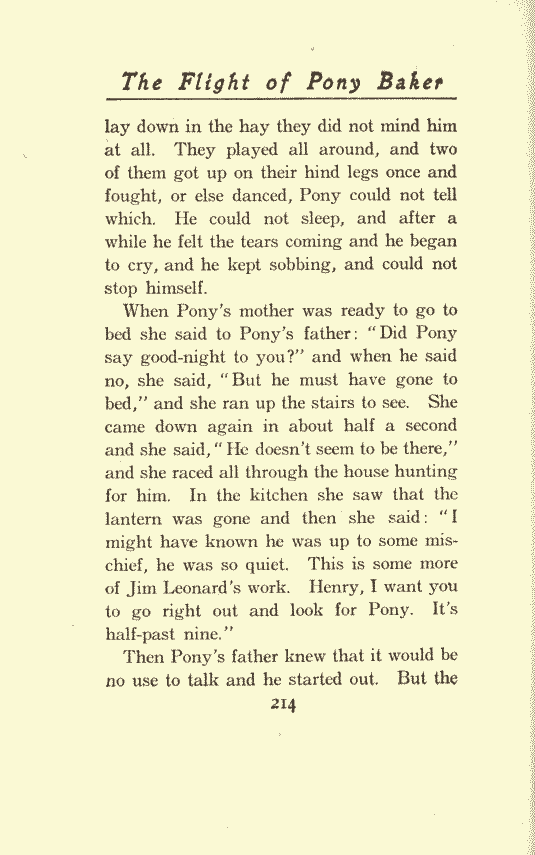 The Flight of Pony Baker
lay down in the hay they did not mind him
at all. They played all around, and two
of them got up on their hind legs once and
fought, or else danced, Pony could not tell
which. He could not sleep, and after a
while he felt the tears coming and he began
to cry, and he kept sobbing, and could not
stop himself.
When Pony's mother was ready to go to
bed she said to Pony's father: "Did Pony
say good-night to you?" and when he said
no, she said, "But he must have gone to
bed," and she ran up the stairs to see. She
came down again in about half a second
and she said, "He doesn't seem to be there,"
and she raced all through the house hunting
for him. In the kitchen she saw that the
lantern was gone and then she said: "I
might have known he was up to some mis-
chief, he was so quiet. This is some more
of Jim Leonard's work. Henry, I want you
to go right out and look for Pony. It's
half-past nine."
Then Pony's father knew that it would be
no use to talk and he started out. But the
214